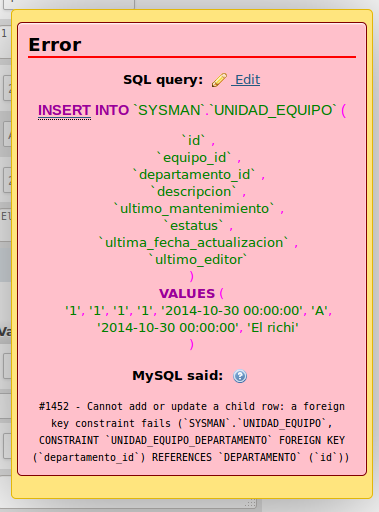 Error
SQL query: Edit
INSERT INTO `SYSMAN`.`UNIDAD_EQUIPO` (
`id` ,
`equipo_id` ,
`departamento_id` ,
`descripcion` ,
`ultimo_mantenimiento` ,
`estatus` ,
`ultima_fecha_actualizacion` ,
`ultimo_editor`
)
VALUES (
'1', '1', '1', '1', '2014-10-30 00:00:00', 'A',
'2014-10-30 00:00:00', 'El richi'
)
MySQL said:
#1452 - Cannot add or update a child row: a foreign
key constraint fails (`SYSMAN`.`UNIDAD_EQUIPO`,
CONSTRAINT `UNIDAD_EQUIPO_DEPARTAMENTO` FOREIGN KEY
(`departamento_id`) REFERENCES `DEPARTAMENTO` (`id`))